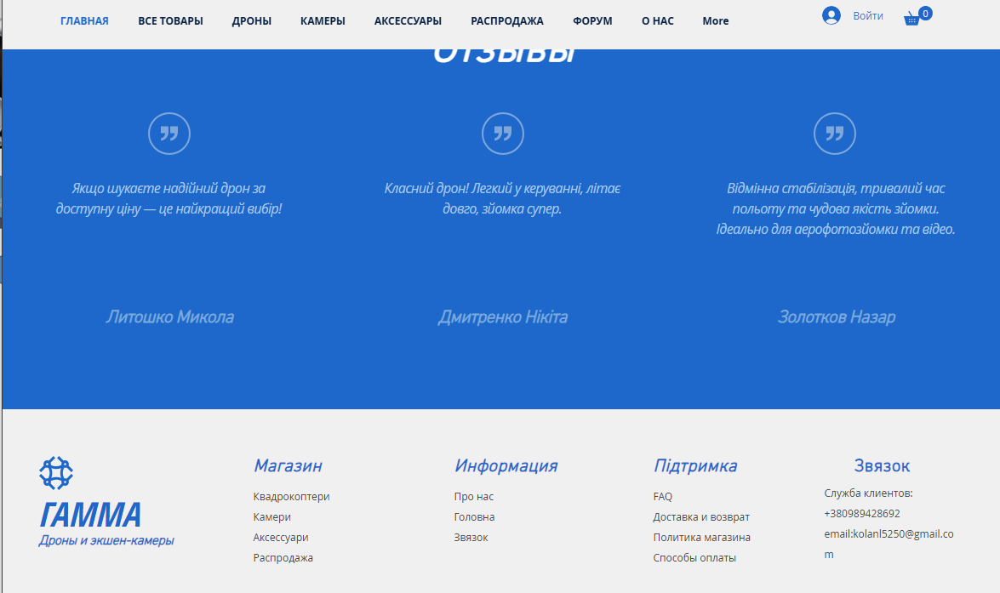 ГЛАВНАЯ ВСЕ ТОВАРЫ ДРОНЫ КАМЕРЫ АКСЕССУАРЫ РАСПРОДАЖА ФОРУМ О НАС More Войти 0
Отзывы
Якщо шукаєте надійний дрон за
доступну ціну — це найкращий вибір!
Литошко Микола
Класний дрон! Легкий у керуванні, літає
довго, зйомка супер.
Дмитренко Нікіта
Відмінна стабілізація, тривалий час
польоту та чудова якість зйомки.
Ідеально для аерофотозйомки та відео.
Золотков Назар
ГАММА
Дроны и экшен-камеры
Магазин
Квадрокоптери
Камери
Аксессуари
Распродажа
Информация
Про нас
Головна
Звязок
Підтримка
FAQ
Доставка и возврат
Политика магазина
Способы оплаты
Звязок
Служба клиентов:
+380989428692
email:kolanl5250@gmail.co
m